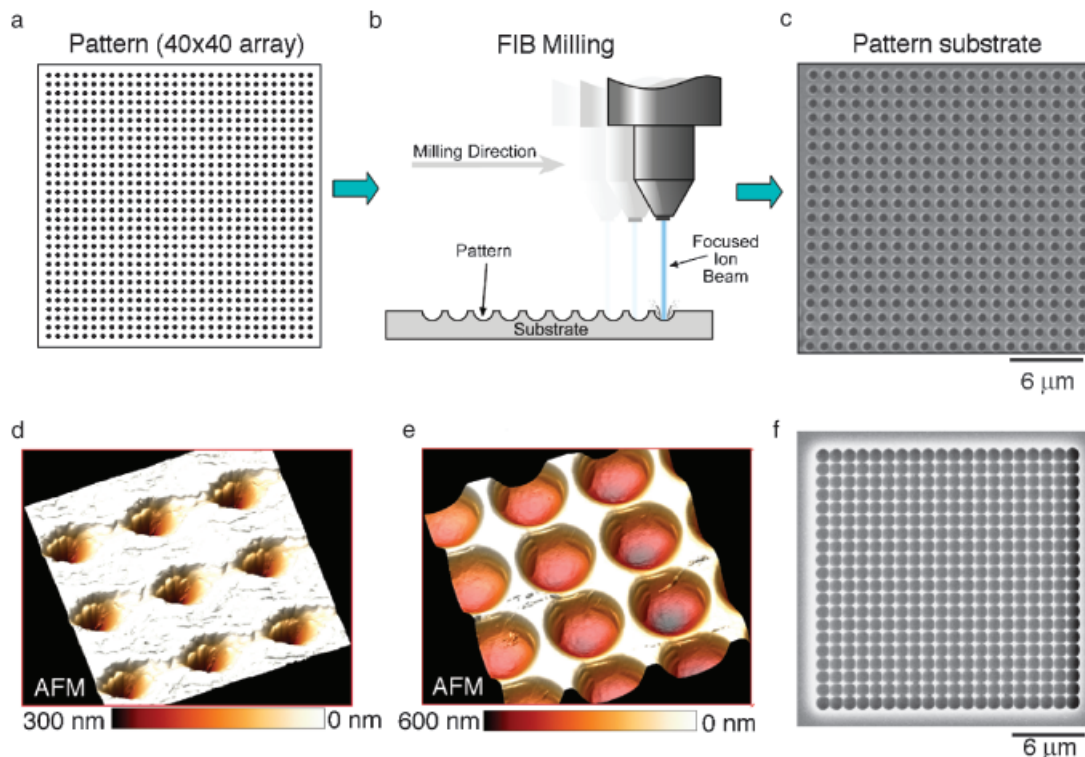 a
Pattern (40x40 array)
b
FIB Milling
c
Pattern substrate
Milling Direction
Pattern
Focused
Ion
Beam
Substrate
6 μm
d
AFM
300 nm
0 nm
e
AFM
600 nm
0 nm
f
6 μm